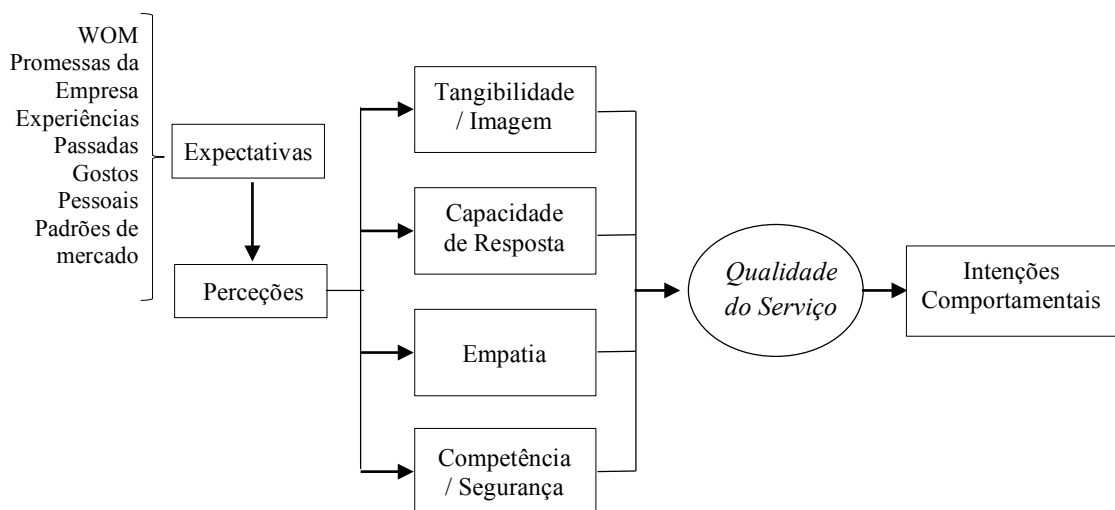 WOM
Promessas da
Empresa
Experiências
Passadas
Gostos
Pessoais
Padrões de
mercado
Expectativas
Perceções
Tangibilidade
/ Imagem
Capacidade
de Resposta
Empatia
Competência
/ Segurança
Qualidade
do Serviço
Intenções
Comportamentais